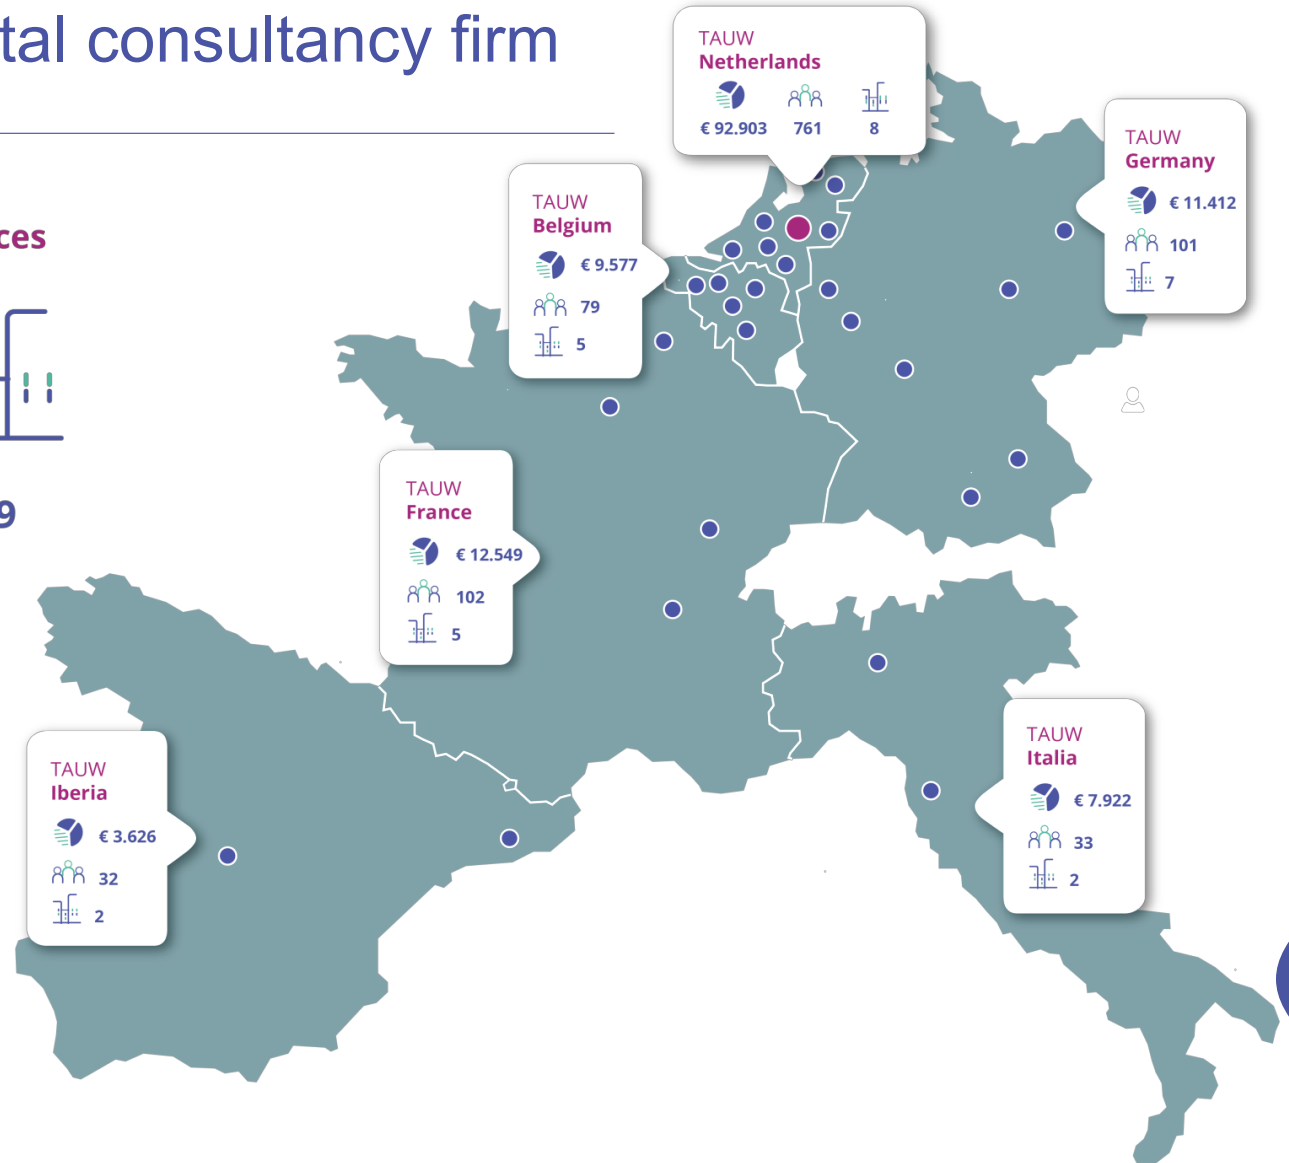 tal consultancy firm
ces
9
TAUW
Netherlands
€ 92.903 761 8
TAUW
Germany
€ 11.412
101
7
TAUW
Belgium
€ 9.577
79
5
TAUW
France
€ 12.549
102
5
TAUW
Iberia
€ 3.626
32
2
TAUW
Italia
€ 7.922
33
2